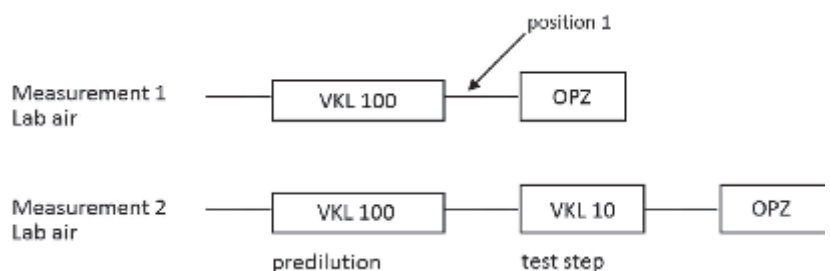 position 1
Measurement 1
Lab air
VKL 100
OPZ
Measurement 2
Lab air
VKL 100
VKL 10
OPZ
predilution
test step